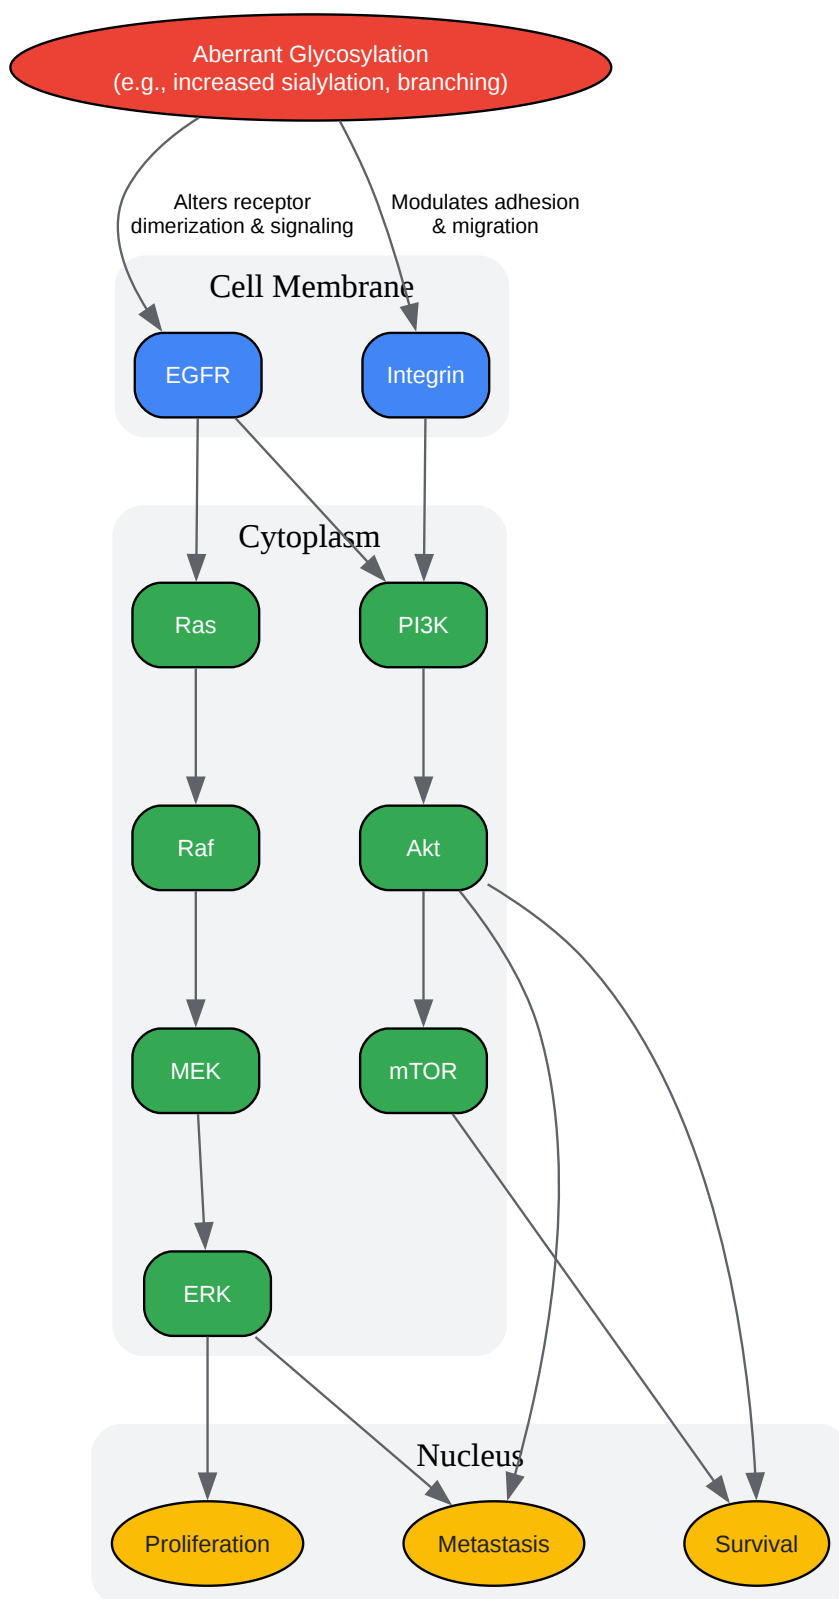 Aberrant Glycosylation
(e.g., increased sialylation, branching)
Alters receptor
dimerization & signaling
Modulates adhesion
& migration
Cell Membrane
EGFR
Integrin
Cytoplasm
Ras
PI3K
Raf
Akt
MEK
mTOR
ERK
Nucleus
Proliferation
Metastasis
Survival